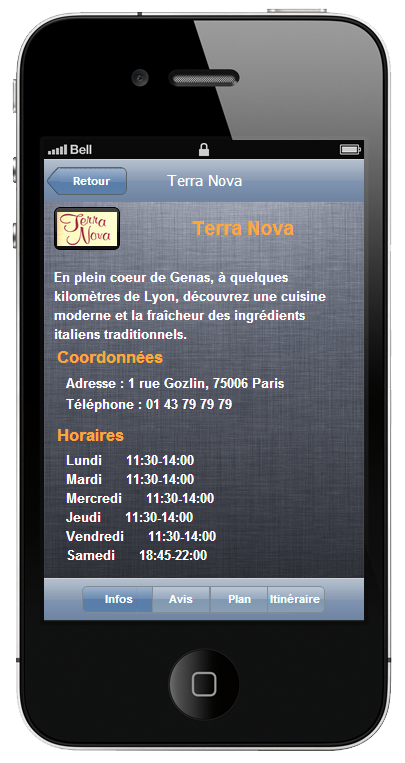 Bell
Retour Terra Nova
Terra Nova
Terra Nova
En plein coeur de Genas, à quelques
kilomètres de Lyon, découvrez une cuisine
moderne et la fraîcheur des ingrédients
italiens traditionnels.
Coordonnées
Adresse : 1 rue Gozlin, 75006 Paris
Téléphone : 01 43 79 79 79
Horaires
Lundi 11:30-14:00
Mardi 11:30-14:00
Mercredi 11:30-14:00
Jeudi 11:30-14:00
Vendredi 11:30-14:00
Samedi 18:45-22:00
Infos Avis Plan Itinéraire